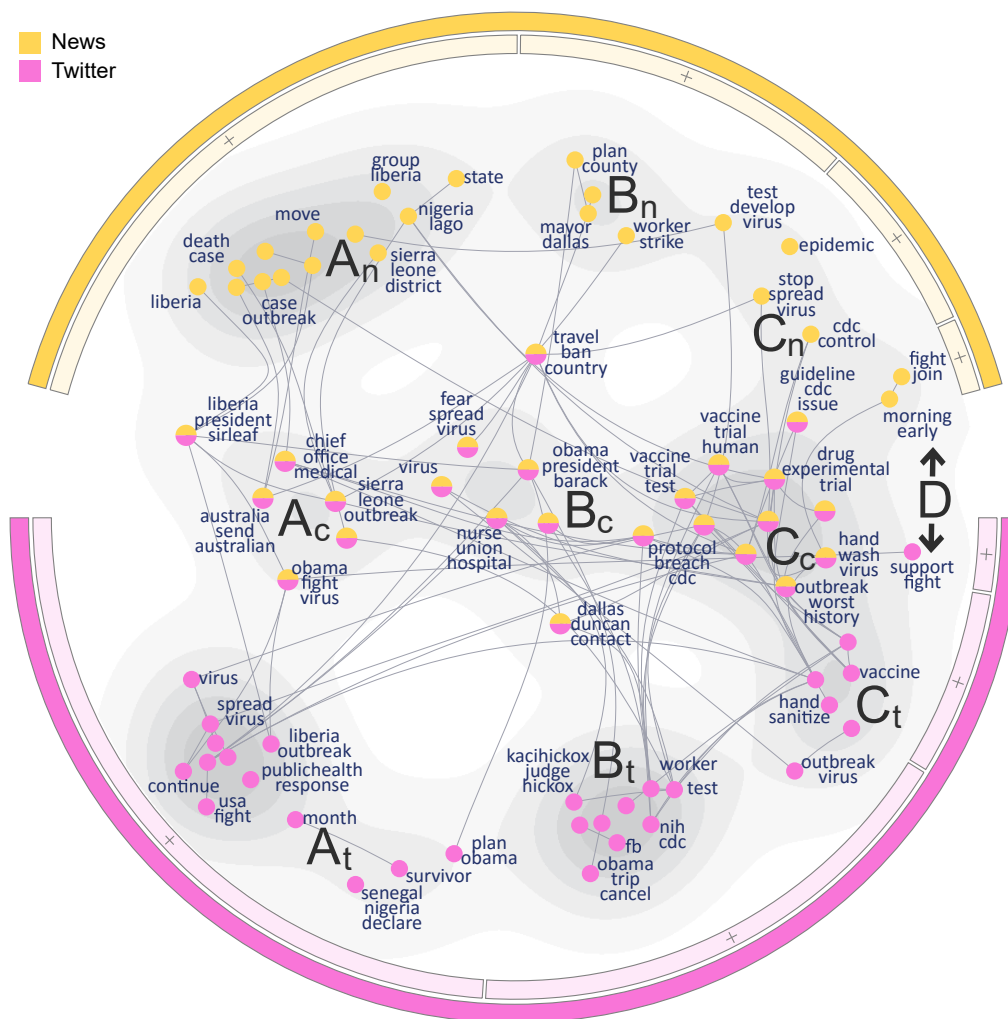 News
Twitter
group
liberia
state
nigeria
lago
move
death
case
An
sierra
leone
district
liberia
case
outbreak
plan
county
Bn
mayor
dallas
worker
strike
test
develop
virus
epidemic
stop
spread
virus
Cn
cdc
control
fight
join
guideline
cdc
issue
morning
early
travel
ban
country
liberia
president
sirleaf
fear
spread
virus
chief
office
medical
virus
obama
president
barack
vaccine
trial
human
vaccine
trial
test
drug
experimental
trial
D
sierra
leone
outbreak
Ac
australia
send
australian
Bc
nurse
union
hospital
protocol
breach
cdc
Cc
hand
wash
virus
support
fight
obama
fight
virus
outbreak
worst
history
dallas
duncan
contact
virus
spread
virus
liberia
outbreak
publichealth
response
continue
usa
fight
month
At
survivor
senegal
nigeria
declare
plan
obama
kacihickox
judge
hickox
Bt
worker
test
nih
cdc
fb
obama
trip
cancel
vaccine
hand
sanitize
Ct
outbreak
virus